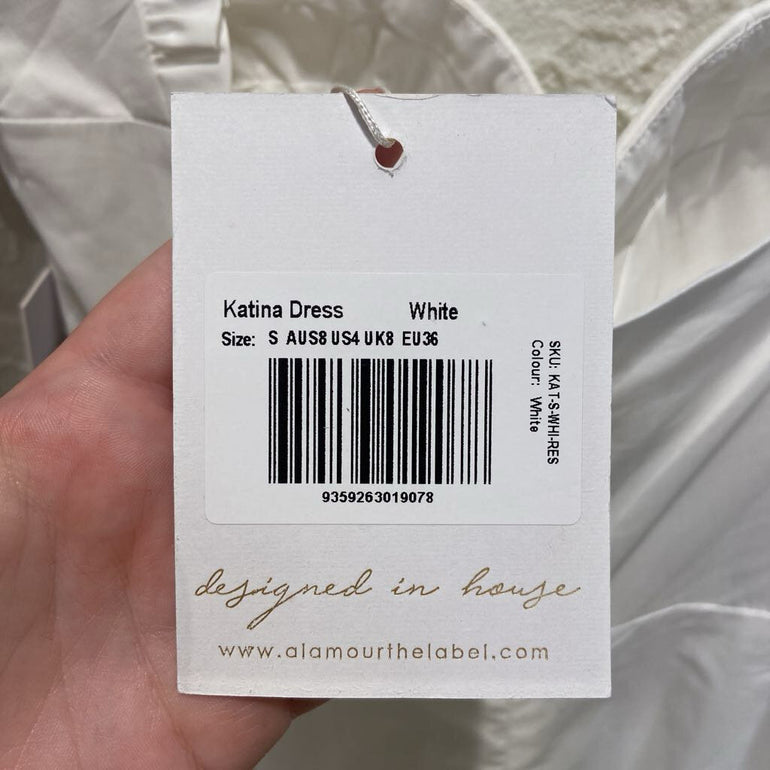 Katina Dress White
Size: S AUS8 US4 UK8 EU36
SKU: KAT-S-WHI-RES
Colour: White
9359263019078
designed in house
www.alamourthelabel.com